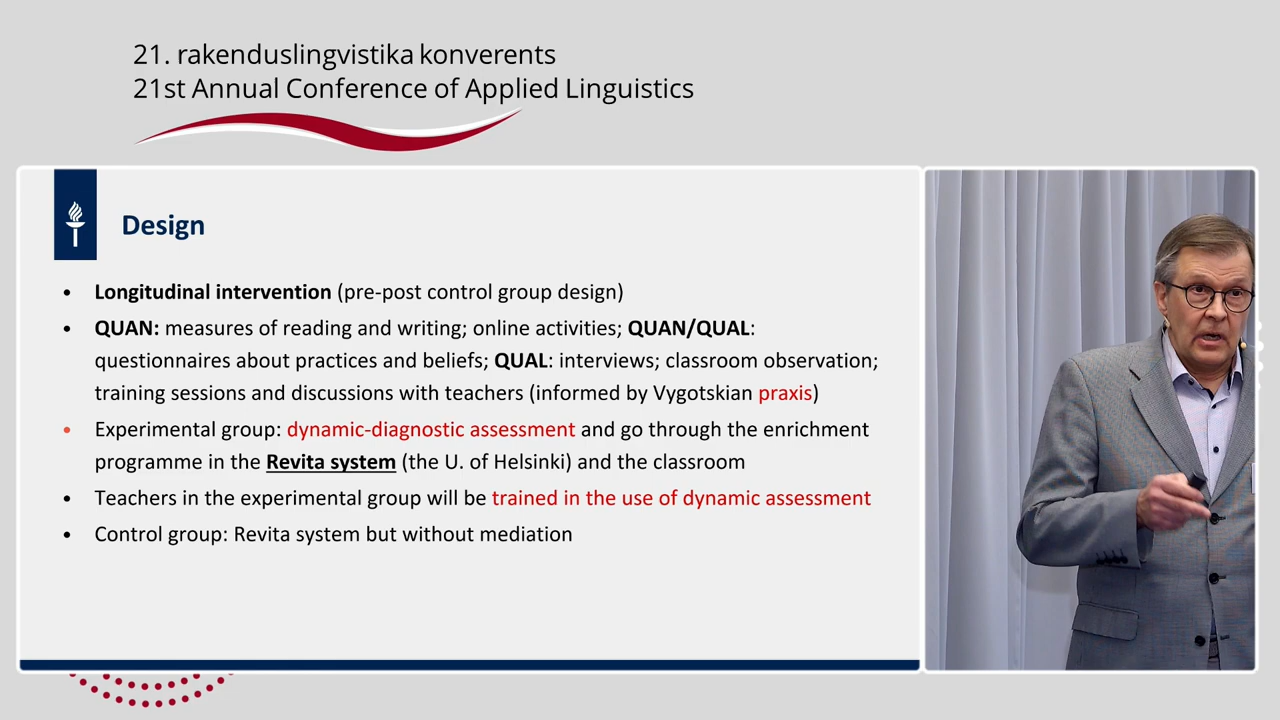 21. rakenduslingvistika konverents
21st Annual Conference of Applied Linguistics
Design
• Longitudinal intervention (pre-post control group design)
• QUAN: measures of reading and writing; online activities; QUAN/QUAL:
questionnaires about practices and beliefs; QUAL: interviews; classroom observation;
training sessions and discussions with teachers (informed by Vygotskian praxis)
• Experimental group: dynamic-diagnostic assessment and go through the enrichment
programme in the Revita system (the U. of Helsinki) and the classroom
• Teachers in the experimental group will be trained in the use of dynamic assessment
• Control group: Revita system but without mediation